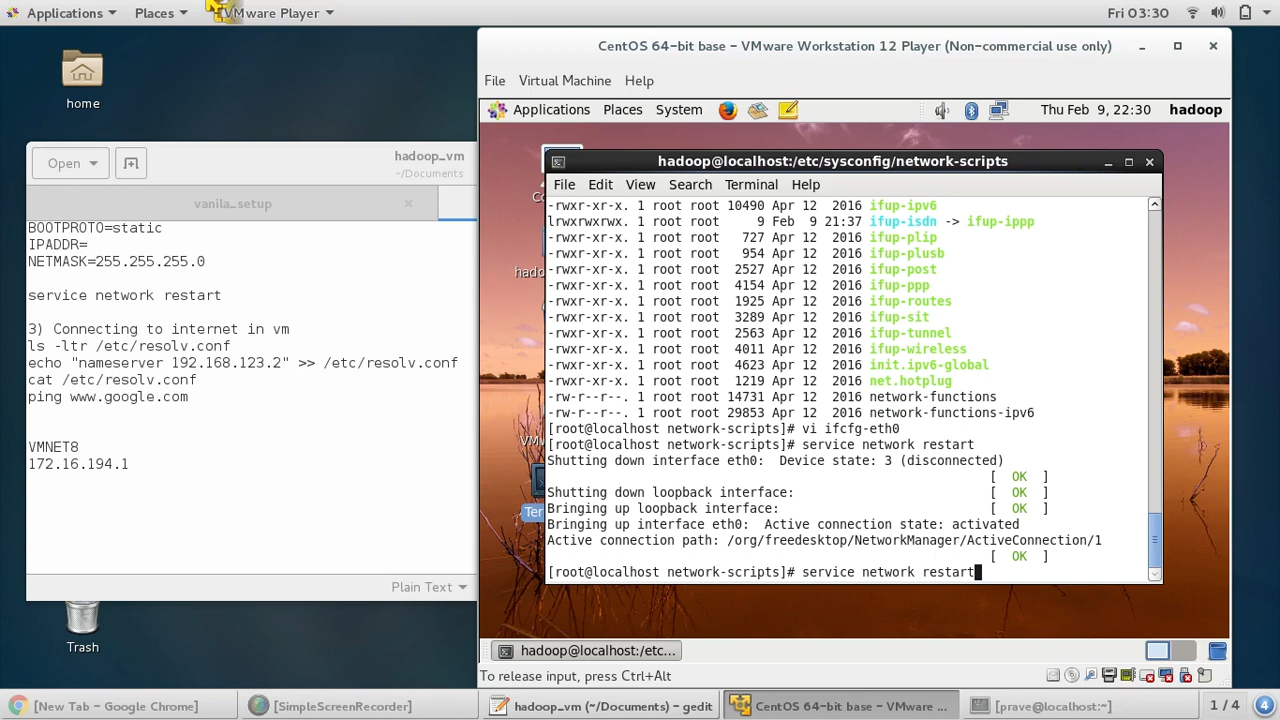 Applications Places VMware Player Fri 03:30
home
Trash
Open hadoop_vm
~/Documents
vanila_setup ×
BOOTPROTO=static
IPADDR=
NETMASK=255.255.255.0
service network restart
3) Connecting to internet in vm
ls -ltr /etc/resolv.conf
echo "nameserver 192.168.123.2" >> /etc/resolv.conf
cat /etc/resolv.conf
ping www.google.com
VMNET8
172.16.194.1
Plain Text
CentOS 64-bit base – VMware Workstation 12 Player (Non-commercial use only)
File Virtual Machine Help
Applications Places System Thu Feb 9, 22:30 hadoop
hadoop@localhost:/etc/sysconfig/network-scripts
File Edit View Search Terminal Help
-rwxr-xr-x. 1 root root 10490 Apr 12 2016 ifup-ipv6
lrwxrwxrwx. 1 root root 9 Feb 9 21:37 ifup-isdn -> ifup-ippp
-rwxr-xr-x. 1 root root 727 Apr 12 2016 ifup-plip
-rwxr-xr-x. 1 root root 954 Apr 12 2016 ifup-plusb
-rwxr-xr-x. 1 root root 2527 Apr 12 2016 ifup-post
-rwxr-xr-x. 1 root root 4154 Apr 12 2016 ifup-ppp
-rwxr-xr-x. 1 root root 1925 Apr 12 2016 ifup-routes
-rwxr-xr-x. 1 root root 3289 Apr 12 2016 ifup-sit
-rwxr-xr-x. 1 root root 2563 Apr 12 2016 ifup-tunnel
-rwxr-xr-x. 1 root root 4011 Apr 12 2016 ifup-wireless
-rwxr-xr-x. 1 root root 4623 Apr 12 2016 init.ipv6-global
-rwxr-xr-x. 1 root root 1219 Apr 12 2016 net.hotplug
-rw-r--r--. 1 root root 14731 Apr 12 2016 network-functions
-rw-r--r--. 1 root root 29853 Apr 12 2016 network-functions-ipv6
[root@localhost network-scripts]# vi ifcfg-eth0
[root@localhost network-scripts]# service network restart
Shutting down interface eth0: Device state: 3 (disconnected)
[ OK ]
Shutting down loopback interface: [ OK ]
Bringing up loopback interface: [ OK ]
Bringing up interface eth0: Active connection state: activated
Active connection path: /org/freedesktop/NetworkManager/ActiveConnection/1
[ OK ]
[root@localhost network-scripts]# service network restart
hadoop@localhost:/etc...
To release input, press Ctrl+Alt
[New Tab - Google Chrome] [SimpleScreenRecorder] hadoop_vm (~/Documents) – gedit CentOS 64-bit base – VMware ... [prave@localhost:~] 1 / 4 4